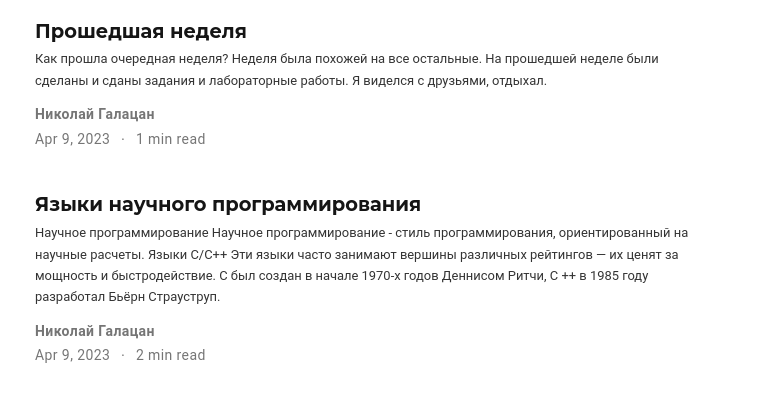 Прошедшая неделя
Как прошла очередная неделя? Неделя была похожей на все остальные. На прошедшей неделе были
сделаны и сданы задания и лабораторные работы. Я виделся с друзьями, отдыхал.
Николай Галацан
Apr 9, 2023 · 1 min read
Языки научного программирования
Научное программирование Научное программирование - стиль программирования, ориентированный на
научные расчеты. Языки C/C++ Эти языки часто занимают вершины различных рейтингов — их ценят за
мощность и быстродействие. C был создан в начале 1970-х годов Деннисом Ритчи, C ++ в 1985 году
разработал Бьёрн Страуструп.
Николай Галацан
Apr 9, 2023 · 2 min read